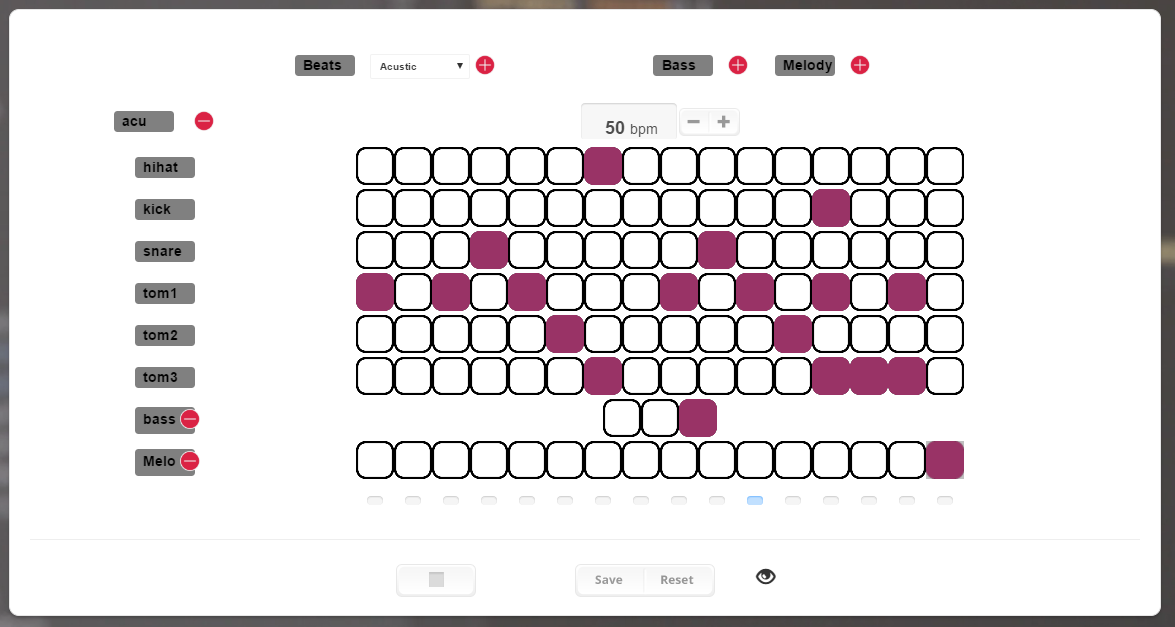 Beats Acustic Bass Melody
acu 50 bpm
hihat
kick
snare
tom1
tom2
tom3
bass
Melo
Save Reset